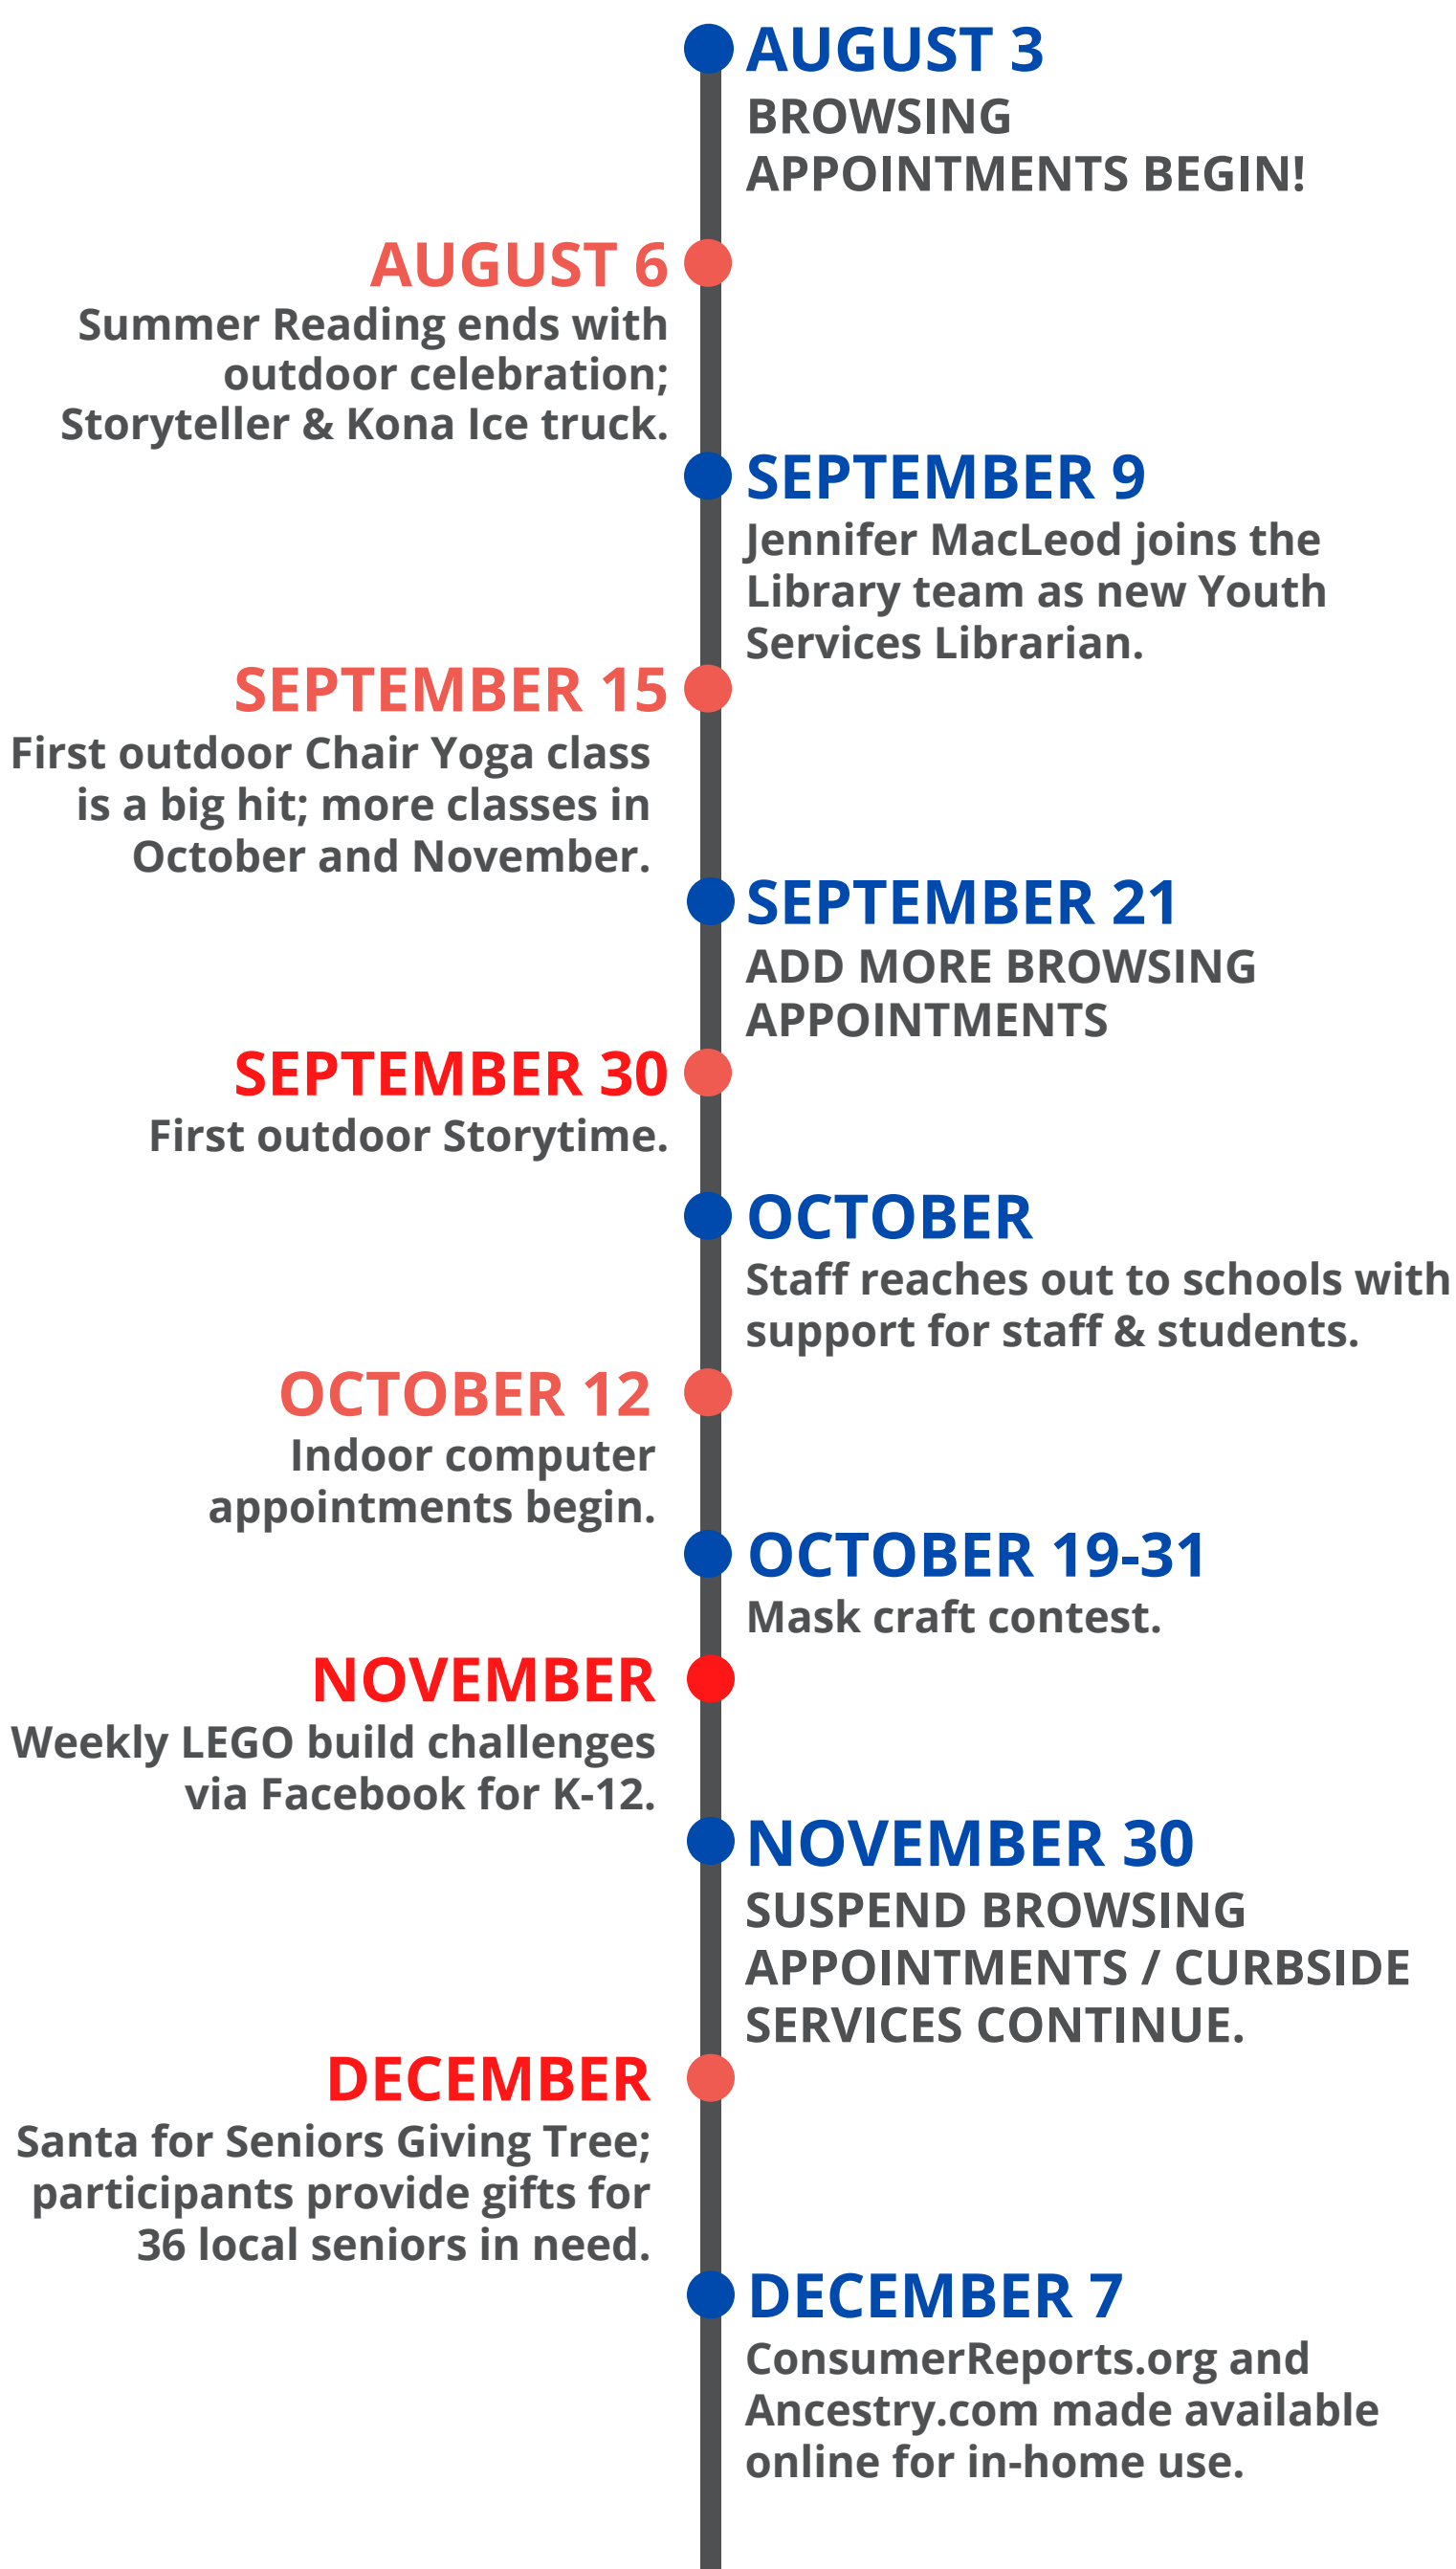 AUGUST 3
BROWSING
APPOINTMENTS BEGIN!
AUGUST 6
Summer Reading ends with
outdoor celebration;
Storyteller & Kona Ice truck.
SEPTEMBER 9
Jennifer MacLeod joins the
Library team as new Youth
Services Librarian.
SEPTEMBER 15
First outdoor Chair Yoga class
is a big hit; more classes in
October and November.
SEPTEMBER 21
ADD MORE BROWSING
APPOINTMENTS
SEPTEMBER 30
First outdoor Storytime.
OCTOBER
Staff reaches out to schools with
support for staff & students.
OCTOBER 12
Indoor computer
appointments begin.
OCTOBER 19-31
Mask craft contest.
NOVEMBER
Weekly LEGO build challenges
via Facebook for K-12.
NOVEMBER 30
SUSPEND BROWSING
APPOINTMENTS / CURBSIDE
SERVICES CONTINUE.
DECEMBER
Santa for Seniors Giving Tree;
participants provide gifts for
36 local seniors in need.
DECEMBER 7
ConsumerReports.org and
Ancestry.com made available
online for in-home use.